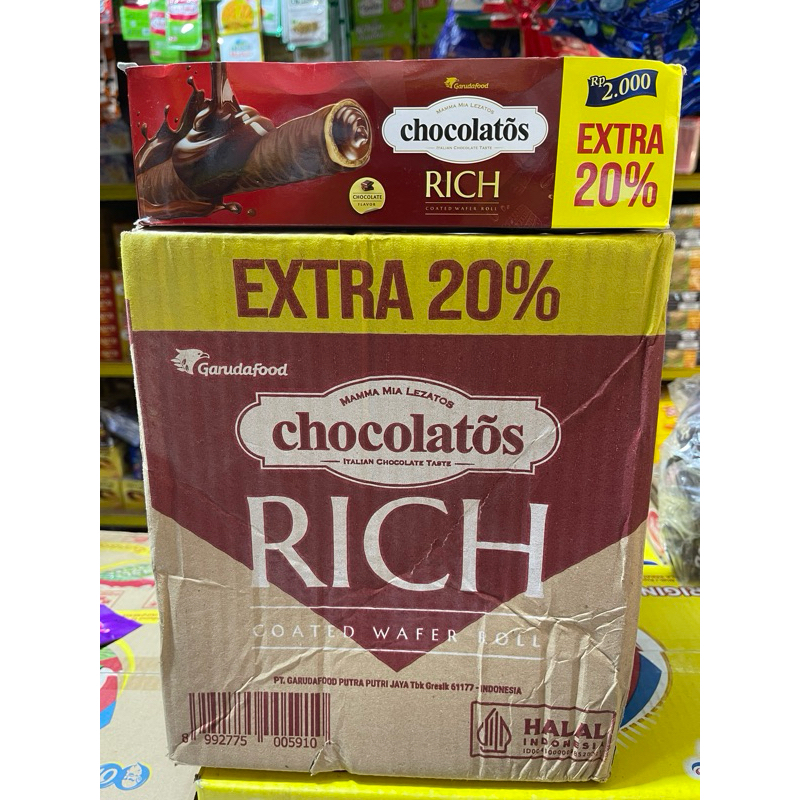 Garudafood
MAMMA MIA LEZATOS
chocolatõs
ITALIAN CHOCOLATE TASTE
RICH
COATED WAFER ROLL
CHOCOLATE
FLAVOR
Rp 2.000
EXTRA
20%
EXTRA 20%
Garudafood
MAMMA MIA LEZATOS
chocolatõs
ITALIAN CHOCOLATE TASTE
RICH
COATED WAFER ROLL
PT. GARUDAFOOD PUTRA PUTRI JAYA Tbk Gresik 61177 - INDONESIA
8 992775 005910
HALAL
INDONESIA